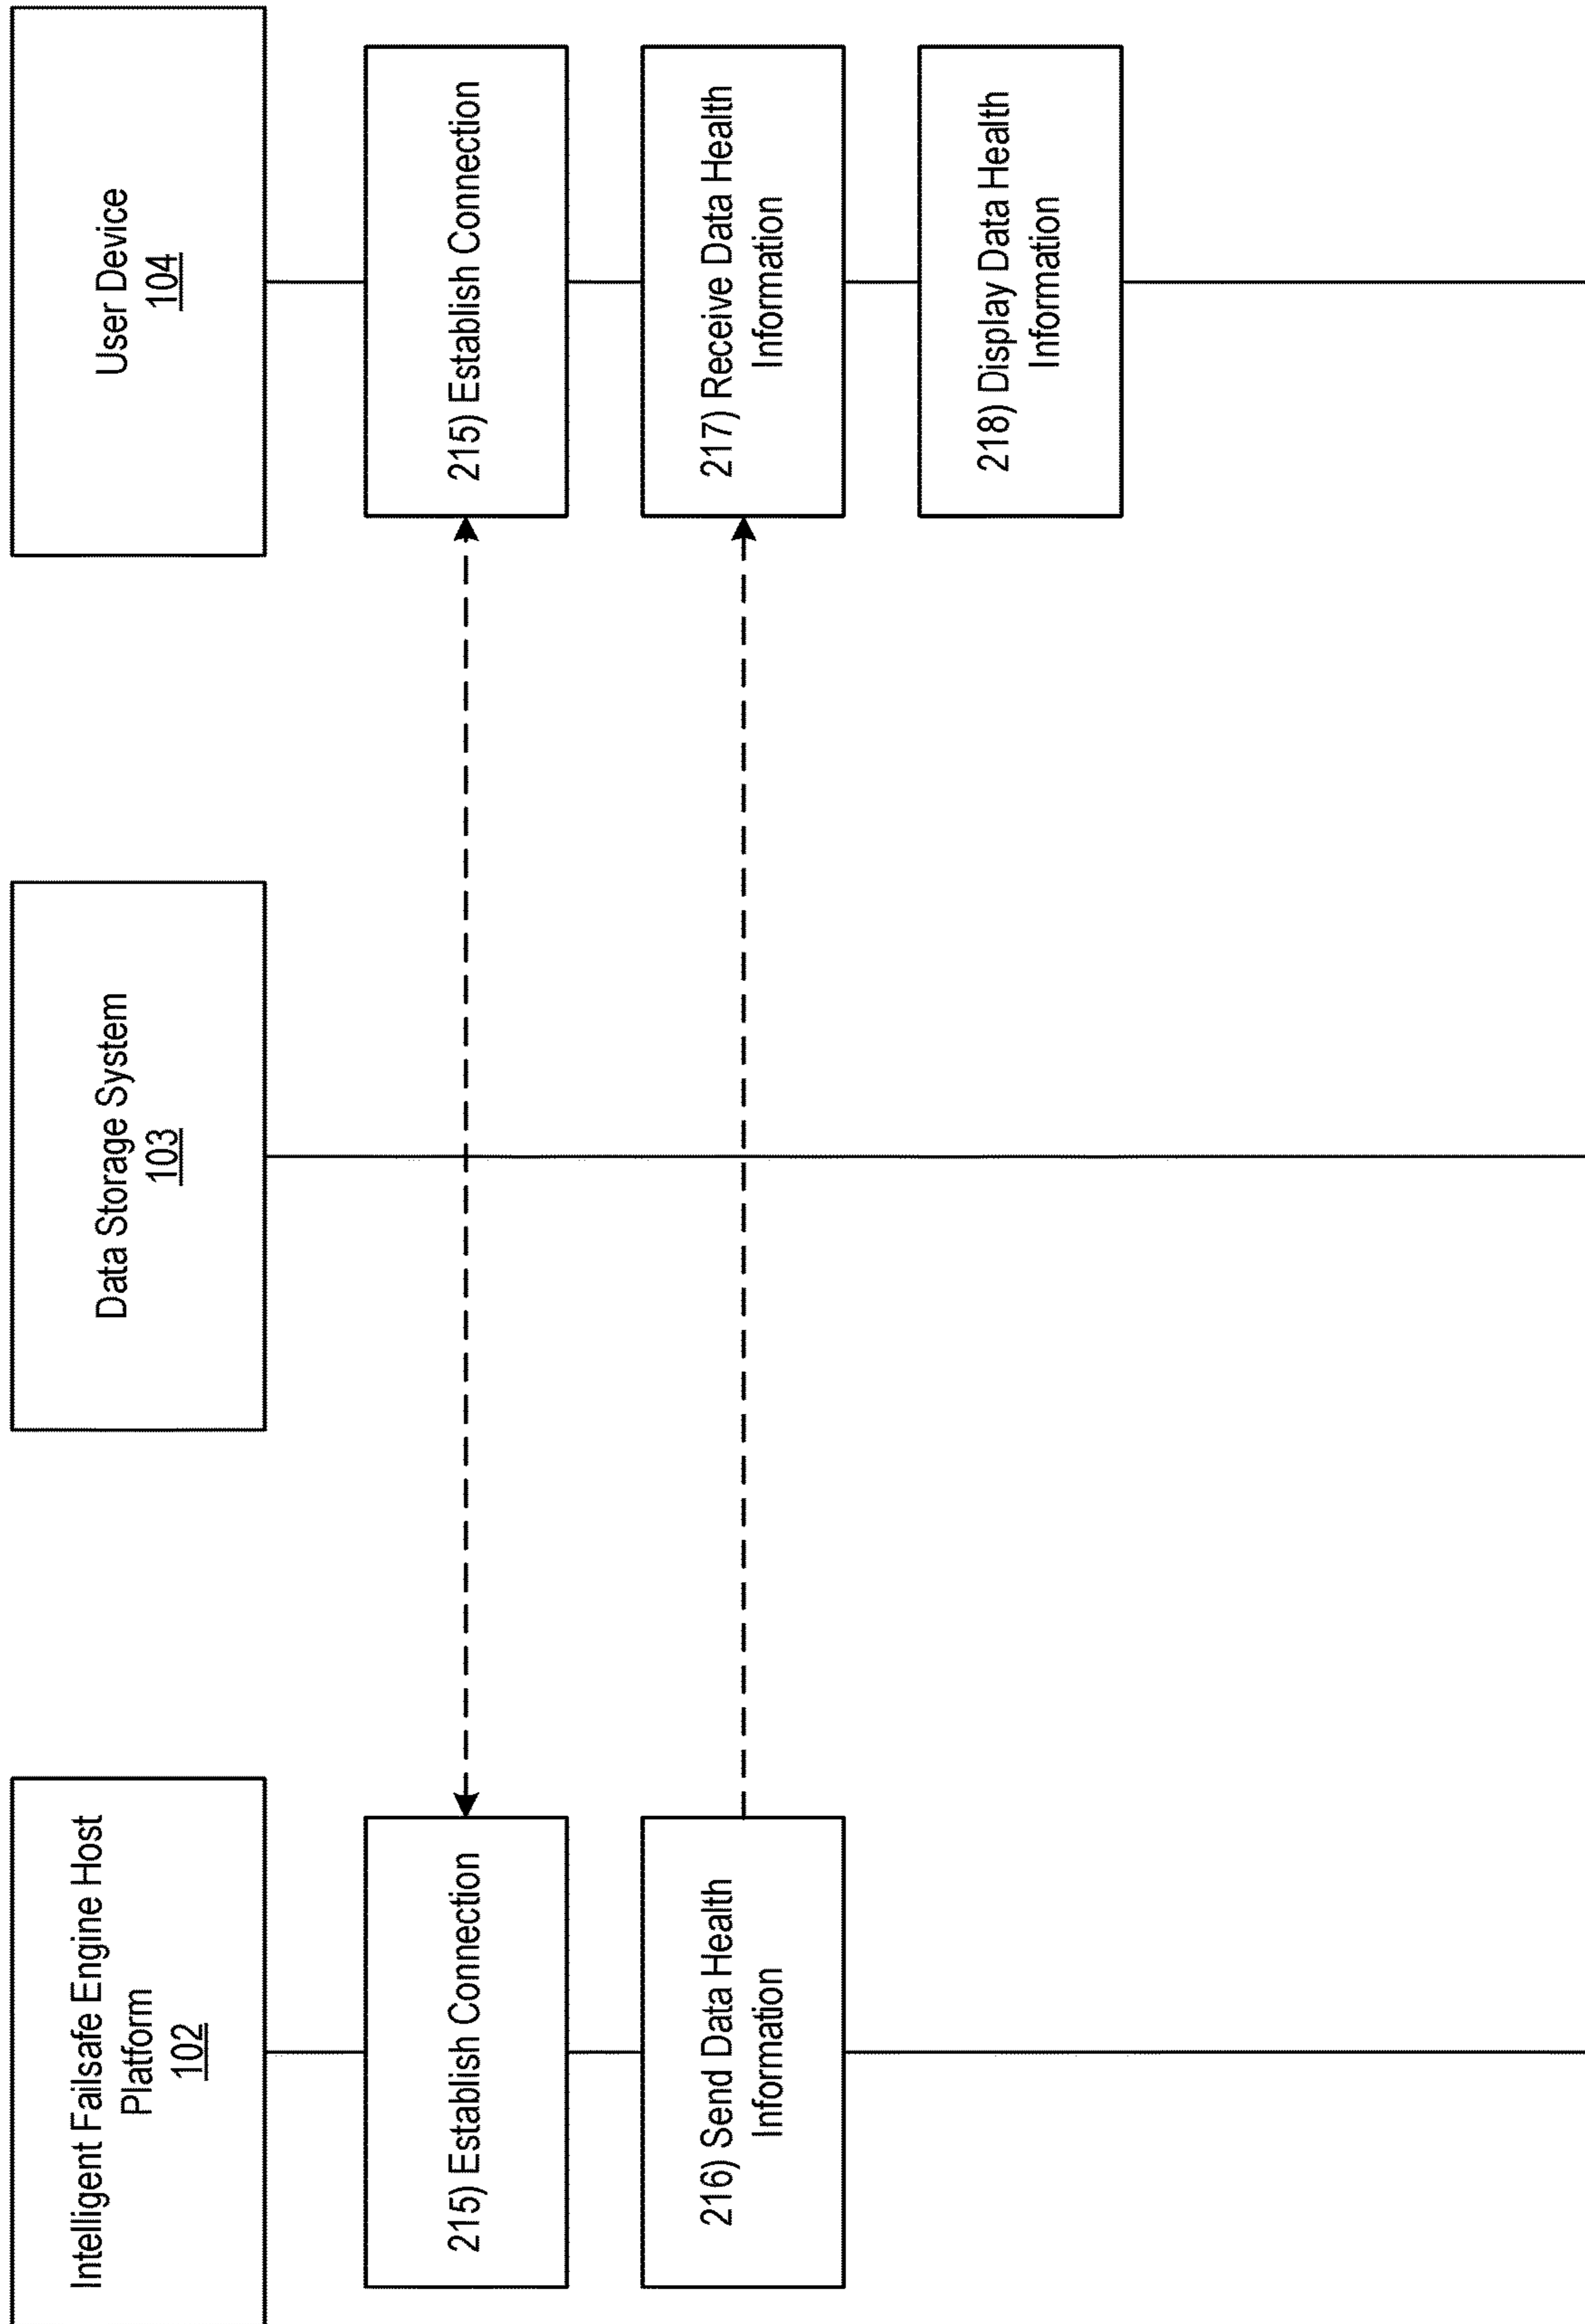 Intelligent Failsafe Engine Host
Platform
102
Data Storage System
103
User Device
104
215) Establish Connection
215) Establish Connection
216) Send Data Health
Information
217) Receive Data Health
Information
218) Display Data Health
Information